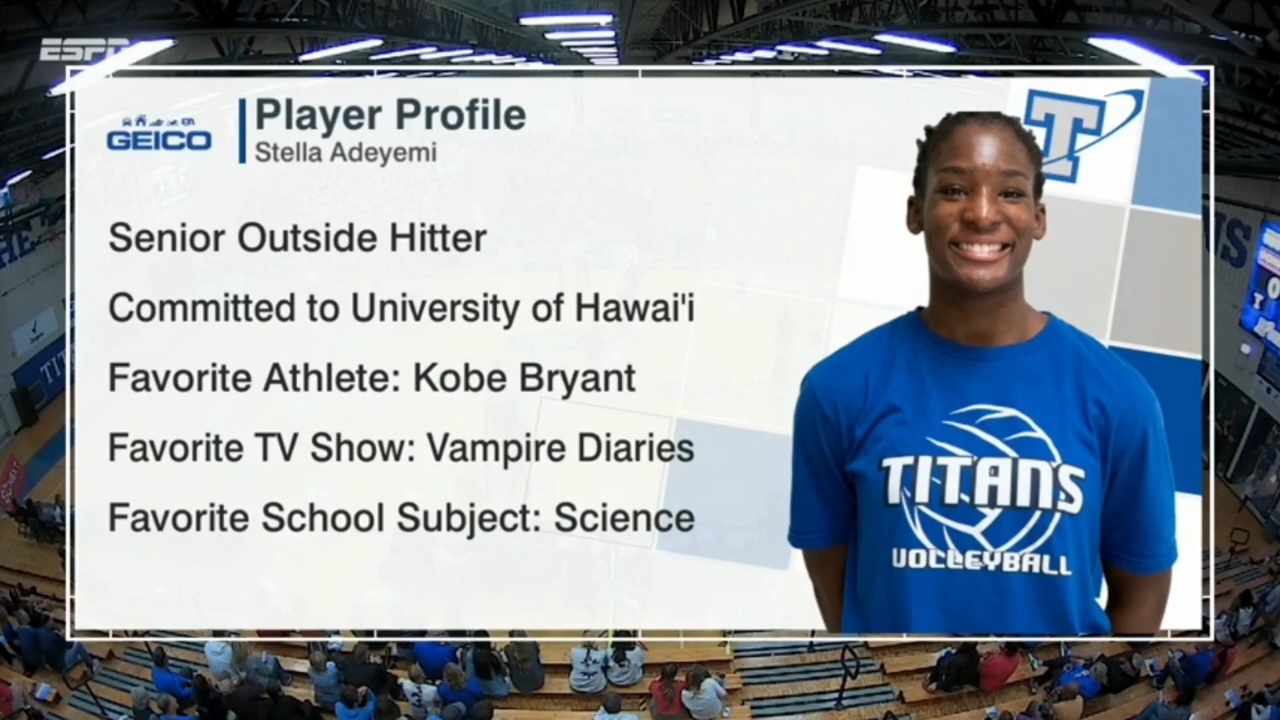 ESPN
GEICO
Player Profile
Stella Adeyemi
T
Senior Outside Hitter
Committed to University of Hawai'i
Favorite Athlete: Kobe Bryant
Favorite TV Show: Vampire Diaries
Favorite School Subject: Science
TITANS
VOLLEYBALL